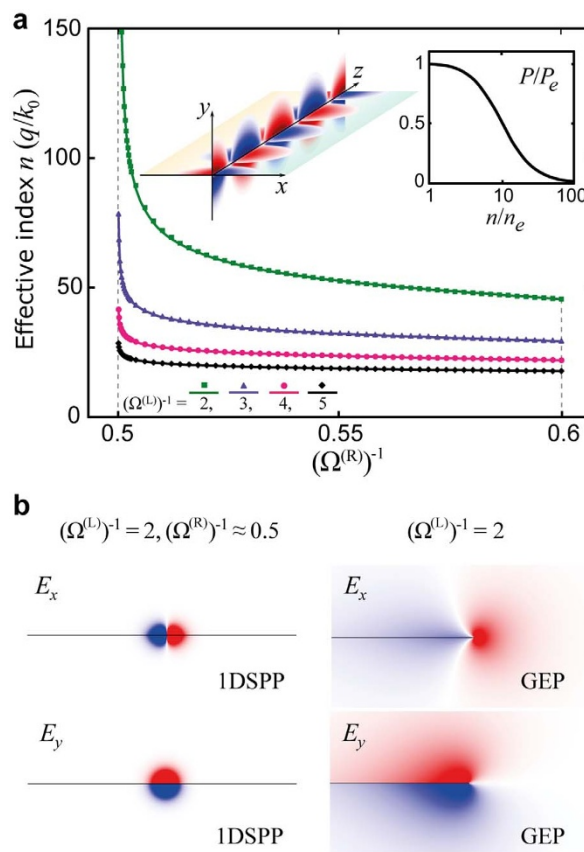 a
150
100
50
0
Effective index n (q/k₀)
y
z
x
P/Pₑ
1
0.5
0
1 10 100
n/nₑ
(Ω⁽ᴸ⁾)⁻¹ = 2, 3, 4, 5
0.5 0.55 0.6
(Ω⁽ᴿ⁾)⁻¹
b
(Ω⁽ᴸ⁾)⁻¹ = 2, (Ω⁽ᴿ⁾)⁻¹ ≈ 0.5 (Ω⁽ᴸ⁾)⁻¹ = 2
Eₓ Eₓ
1DSPP GEP
E_y E_y
1DSPP GEP